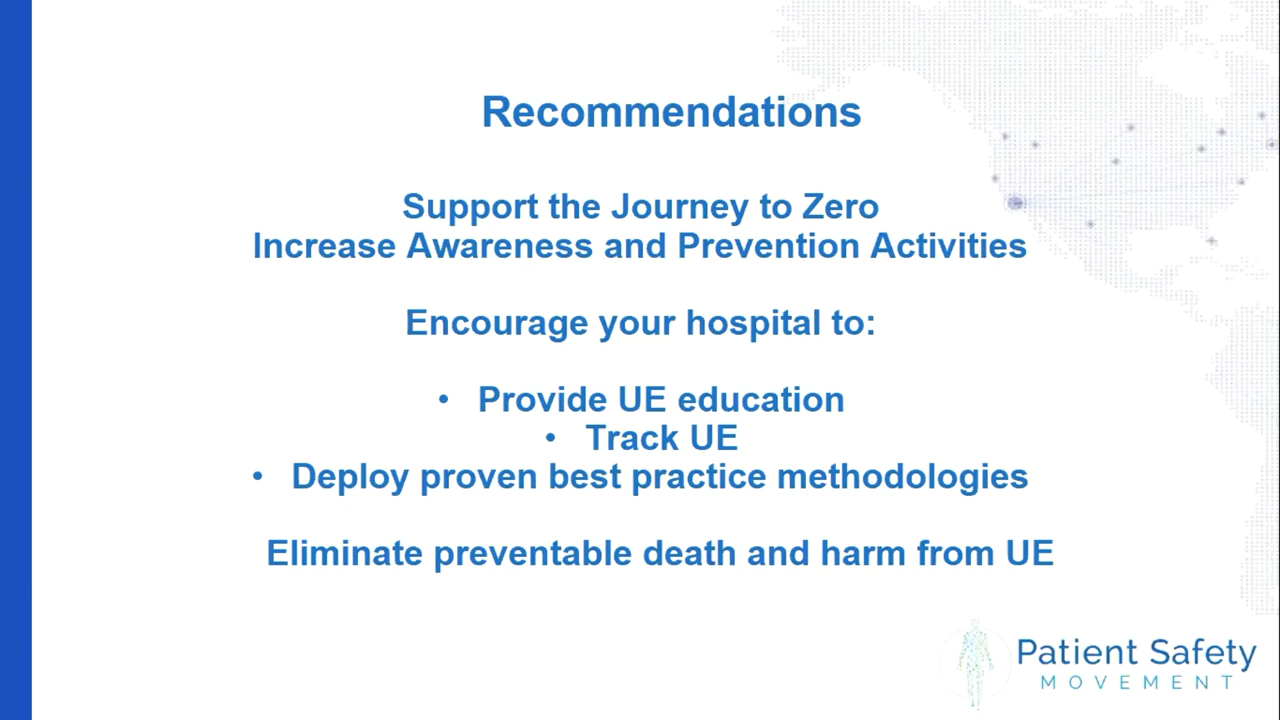 Recommendations
Support the Journey to Zero
Increase Awareness and Prevention Activities
Encourage your hospital to:
• Provide UE education
• Track UE
• Deploy proven best practice methodologies
Eliminate preventable death and harm from UE
Patient Safety
MOVEMENT